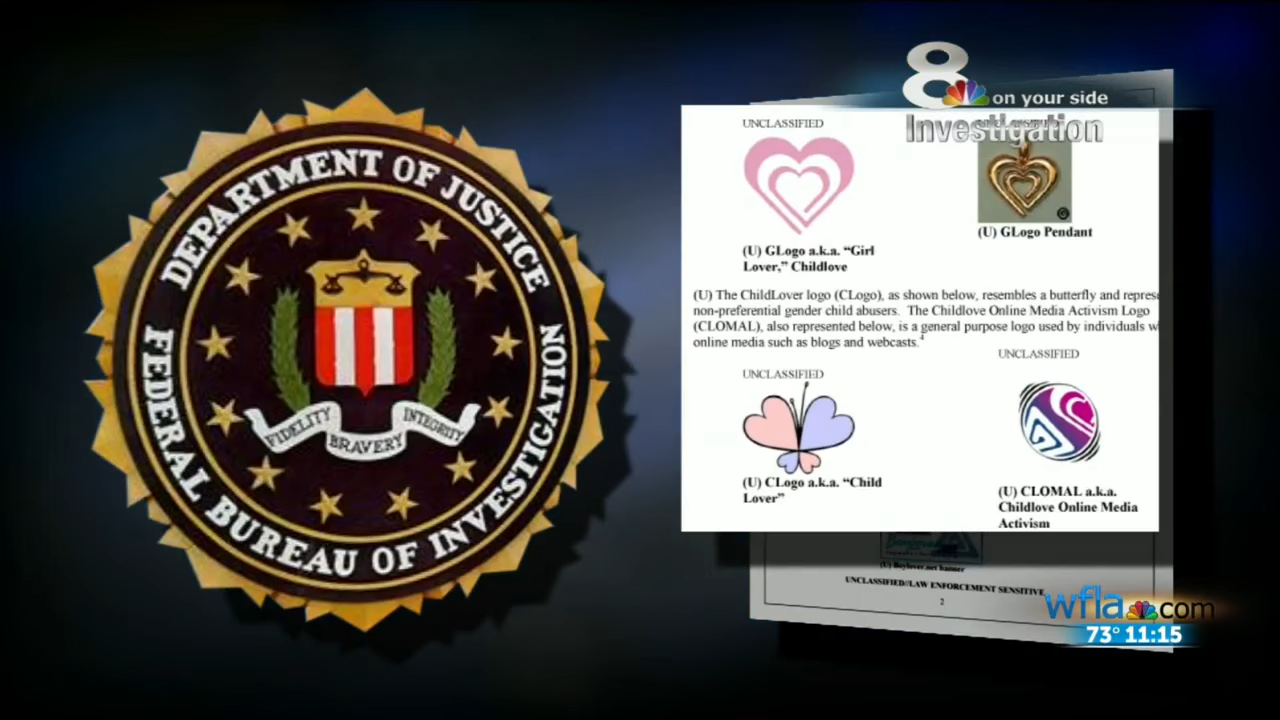 DEPARTMENT OF JUSTICE
FEDERAL BUREAU OF INVESTIGATION
FIDELITY
BRAVERY
INTEGRITY
8 on your side
Investigation
UNCLASSIFIED
(U) GLogo a.k.a. “Girl
Lover,” Childlove
(U) GLogo Pendant
(U) The ChildLover logo (CLogo), as shown below, resembles a butterfly and repres
non-preferential gender child abusers. The Childlove Online Media Activism Logo
(CLOMAL), also represented below, is a general purpose logo used by individuals w
online media such as blogs and webcasts.4
UNCLASSIFIED
UNCLASSIFIED
(U) CLogo a.k.a. “Child
Lover”
(U) CLOMAL a.k.a.
Childlove Online Media
Activism
(U) Boylover.net banner
UNCLASSIFIED//LAW ENFORCEMENT SENSITIVE
2
wfla.com
73° 11:15